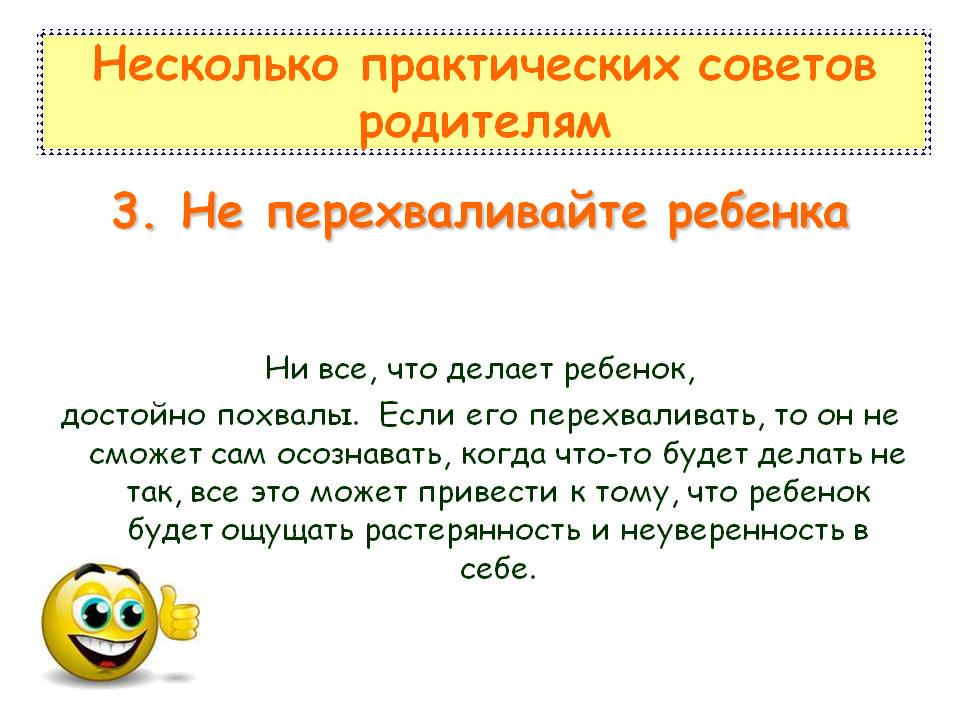 Несколько практических советов
родителям
3. Не перехваливайте ребенка
Ни все, что делает ребенок,
достойно похвалы. Если его перехваливать, то он не
сможет сам осознавать, когда что-то будет делать не
так, все это может привести к тому, что ребенок
будет ощущать растерянность и неуверенность в
себе.